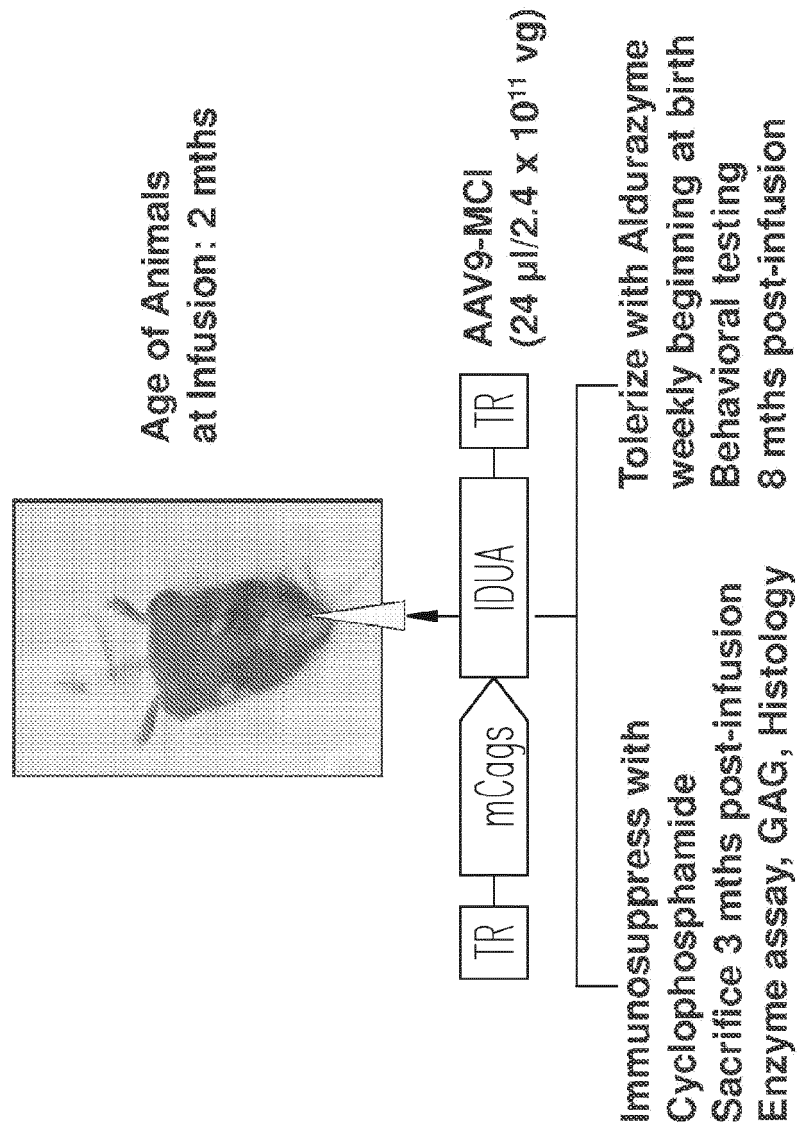 Age of Animals
at Infusion: 2 mths
TR
mCags
IDUA
TR
AAV9-MCI
(24 µl/2.4 x 10¹¹ vg)
Immunosuppress with
Cyclophosphamide
Sacrifice 3 mths post-infusion
Enzyme assay, GAG, Histology
Tolerize with Aldurazyme
weekly beginning at birth
Behavioral testing
8 mths post-infusion